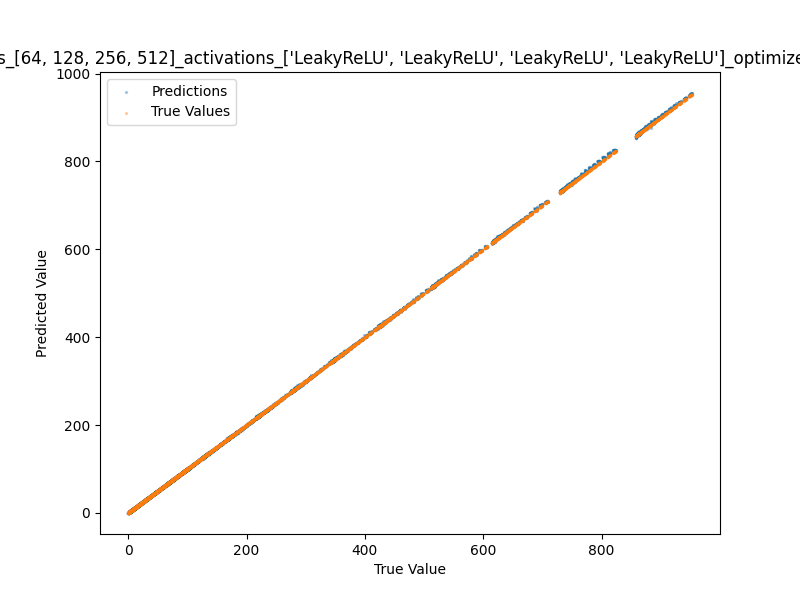 s_[64, 128, 256, 512]_activations_['LeakyReLU', 'LeakyReLU', 'LeakyReLU', 'LeakyReLU']_optimize
Predictions
True Values
1000
800
600
400
200
0
Predicted Value
0 200 400 600 800
True Value